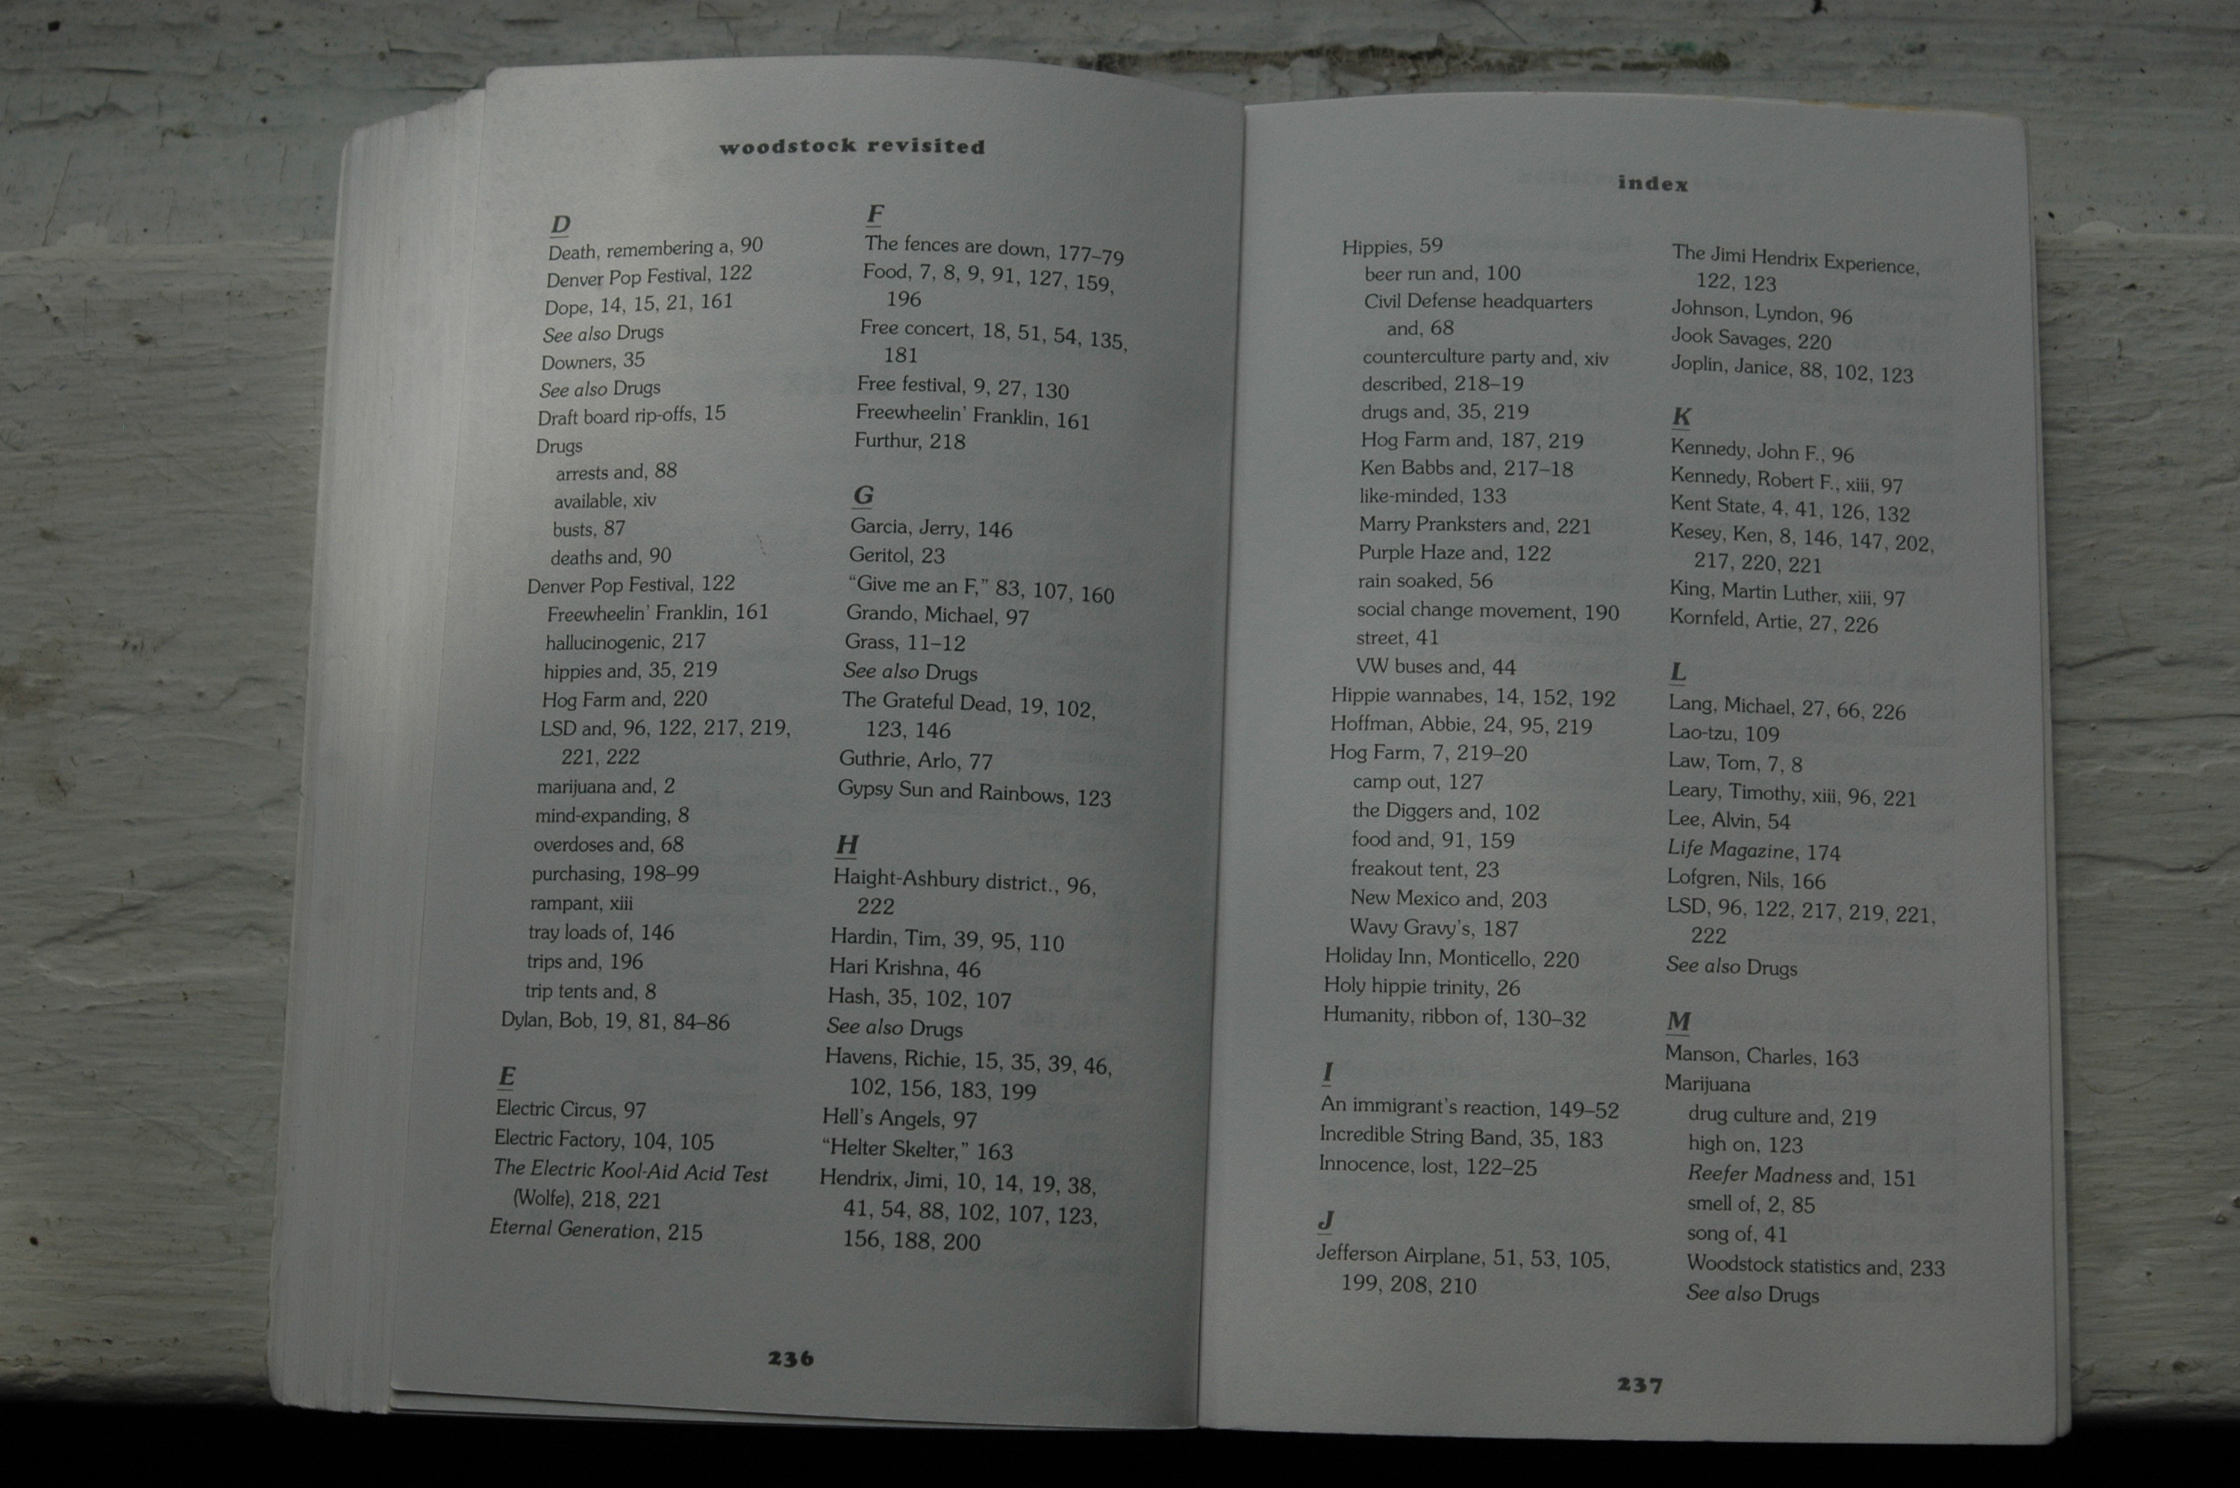 woodstock revisited
D
Death, remembering a, 90
Denver Pop Festival, 122
Dope, 14, 15, 21, 161
See also Drugs
Downers, 35
See also Drugs
Draft board rip-offs, 15
Drugs
arrests and, 88
available, xiv
busts, 87
deaths and, 90
Denver Pop Festival, 122
Freewheelin' Franklin, 161
hallucinogenic, 217
hippies and, 35, 219
Hog Farm and, 220
LSD and, 96, 122, 217, 219,
221, 222
marijuana and, 2
mind-expanding, 8
overdoses and, 68
purchasing, 198–99
rampant, xiii
tray loads of, 146
trips and, 196
trip tents and, 8
Dylan, Bob, 19, 81, 84–86
E
Electric Circus, 97
Electric Factory, 104, 105
The Electric Kool-Aid Acid Test
(Wolfe), 218, 221
Eternal Generation, 215
F
The fences are down, 177–79
Food, 7, 8, 9, 91, 127, 159,
196
Free concert, 18, 51, 54, 135,
181
Free festival, 9, 27, 130
Freewheelin' Franklin, 161
Furthur, 218
G
Garcia, Jerry, 146
Geritol, 23
“Give me an F,” 83, 107, 160
Grando, Michael, 97
Grass, 11–12
See also Drugs
The Grateful Dead, 19, 102,
123, 146
Guthrie, Arlo, 77
Gypsy Sun and Rainbows, 123
H
Haight-Ashbury district., 96,
222
Hardin, Tim, 39, 95, 110
Hari Krishna, 46
Hash, 35, 102, 107
See also Drugs
Havens, Richie, 15, 35, 39, 46,
102, 156, 183, 199
Hell's Angels, 97
“Helter Skelter,” 163
Hendrix, Jimi, 10, 14, 19, 38,
41, 54, 88, 102, 107, 123,
156, 188, 200
236
index
Hippies, 59
beer run and, 100
Civil Defense headquarters
and, 68
counterculture party and, xiv
described, 218–19
drugs and, 35, 219
Hog Farm and, 187, 219
Ken Babbs and, 217–18
like-minded, 133
Marry Pranksters and, 221
Purple Haze and, 122
rain soaked, 56
social change movement, 190
street, 41
VW buses and, 44
Hippie wannabes, 14, 152, 192
Hoffman, Abbie, 24, 95, 219
Hog Farm, 7, 219–20
camp out, 127
the Diggers and, 102
food and, 91, 159
freakout tent, 23
New Mexico and, 203
Wavy Gravy's, 187
Holiday Inn, Monticello, 220
Holy hippie trinity, 26
Humanity, ribbon of, 130–32
I
An immigrant's reaction, 149–52
Incredible String Band, 35, 183
Innocence, lost, 122–25
J
Jefferson Airplane, 51, 53, 105,
199, 208, 210
The Jimi Hendrix Experience,
122, 123
Johnson, Lyndon, 96
Jook Savages, 220
Joplin, Janice, 88, 102, 123
K
Kennedy, John F., 96
Kennedy, Robert F., xiii, 97
Kent State, 4, 41, 126, 132
Kesey, Ken, 8, 146, 147, 202,
217, 220, 221
King, Martin Luther, xiii, 97
Kornfeld, Artie, 27, 226
L
Lang, Michael, 27, 66, 226
Lao-tzu, 109
Law, Tom, 7, 8
Leary, Timothy, xiii, 96, 221
Lee, Alvin, 54
Life Magazine, 174
Lofgren, Nils, 166
LSD, 96, 122, 217, 219, 221,
222
See also Drugs
M
Manson, Charles, 163
Marijuana
drug culture and, 219
high on, 123
Reefer Madness and, 151
smell of, 2, 85
song of, 41
Woodstock statistics and, 233
See also Drugs
237